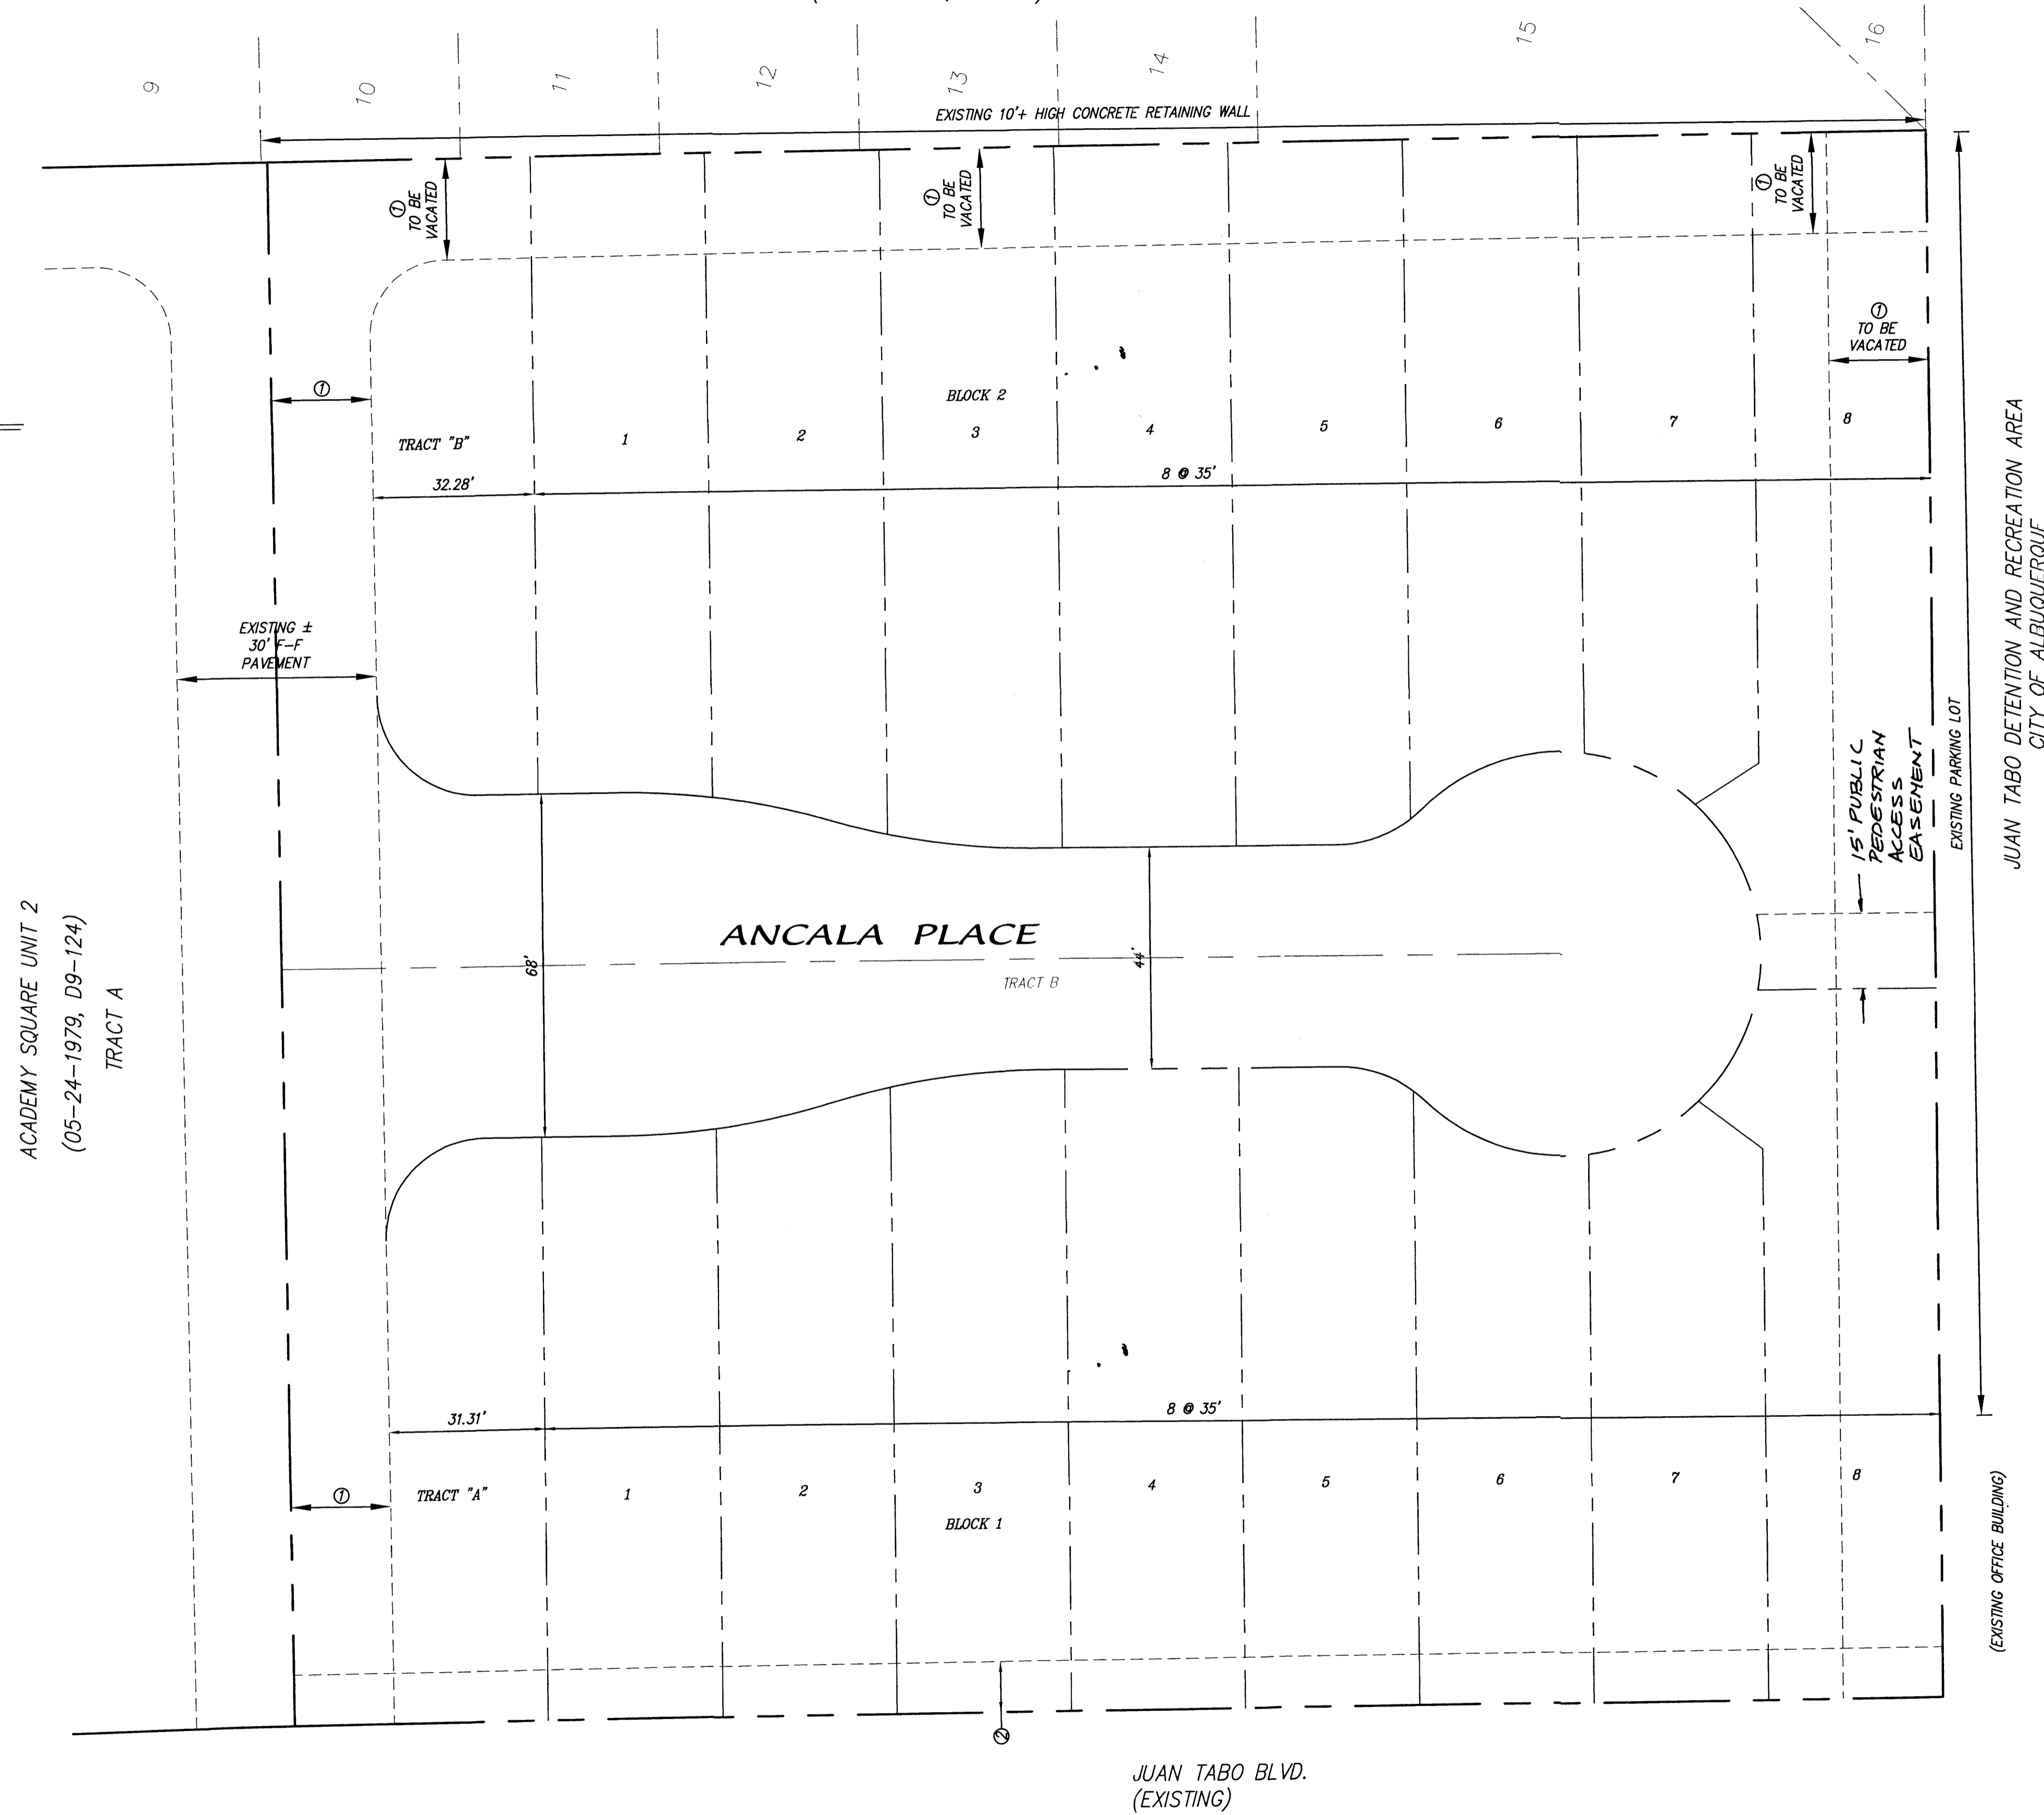 9
10
11
12
13
14
15
16
EXISTING 10'+ HIGH CONCRETE RETAINING WALL
①
TO BE
VACATED
①
TO BE
VACATED
①
TO BE
VACATED
①
TO BE
VACATED
①
BLOCK 2
TRACT "B"
1
2
3
4
5
6
7
8
32.28'
8 @ 35'
EXISTING ±
30' F-F
PAVEMENT
JUAN TABO DETENTION AND RECREATION AREA
CITY OF ALBUQUERQUE
EXISTING PARKING LOT
15' PUBLIC
PEDESTRIAN
ACCESS
EASEMENT
ANCALA PLACE
TRACT B
68'
44'
ACADEMY SQUARE UNIT 2
(05-24-1979, D9-124)
TRACT A
31.31'
8 @ 35'
①
TRACT "A"
1
2
3
4
5
6
7
8
BLOCK 1
(EXISTING OFFICE BUILDING)
②
JUAN TABO BLVD.
(EXISTING)